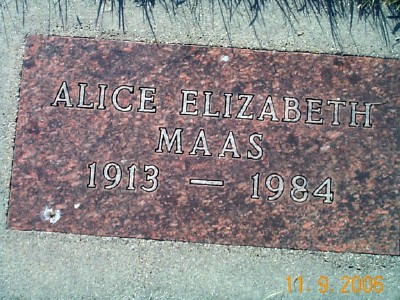 ALICE ELIZABETH
MAAS
1913 — 1984
11. 9. 2006